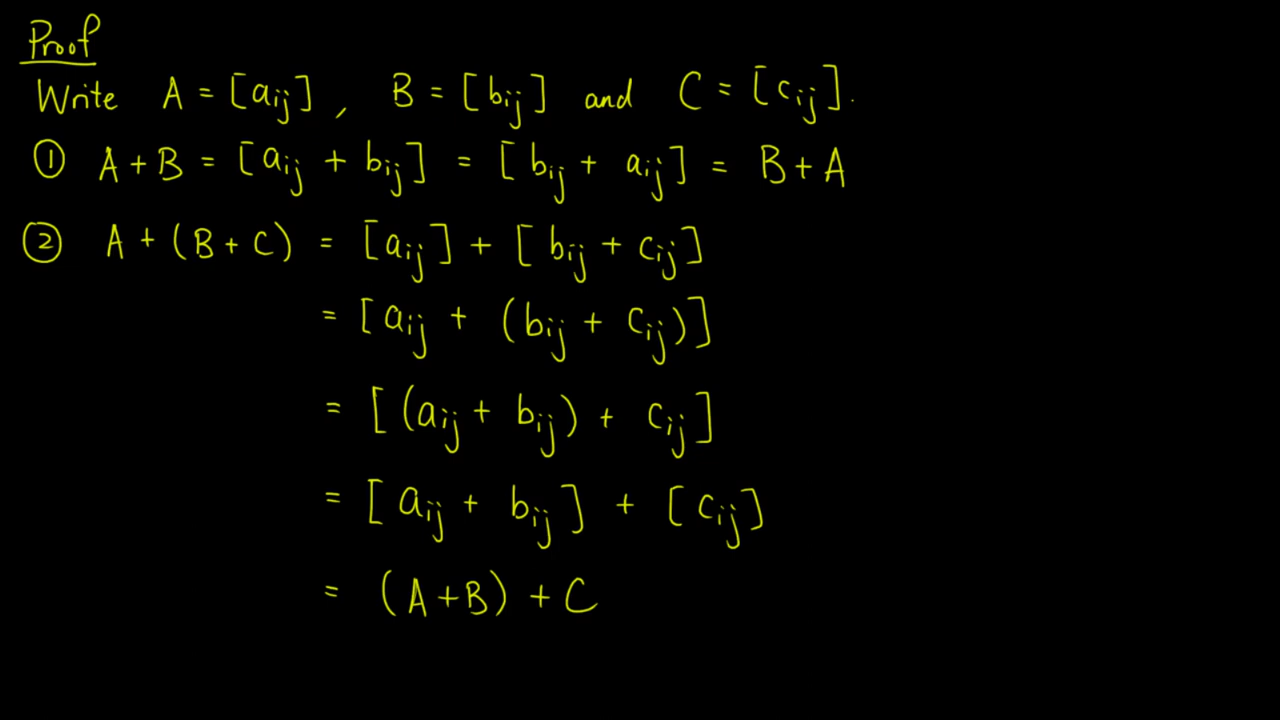 Proof
Write A = [aij], B = [bij] and C = [cij].
① A + B = [aij + bij] = [bij + aij] = B + A
② A + (B + C) = [aij] + [bij + cij]
= [aij + (bij + cij)]
= [(aij + bij) + cij]
= [aij + bij] + [cij]
= (A + B) + C